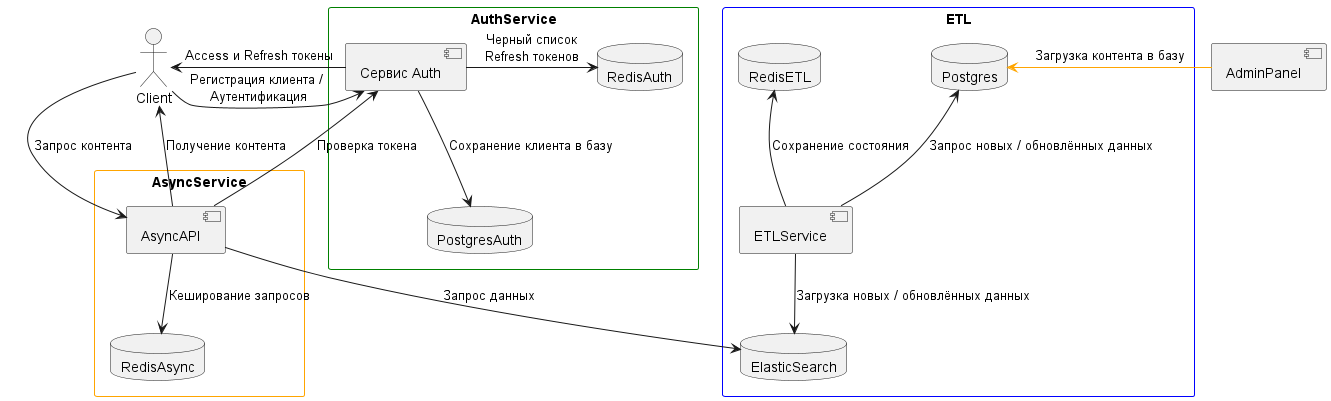 AuthService
ETL
Черный список
Refresh токенов
Access и Refresh токены
Загрузка контента в базу
Сервис Auth
RedisAuth
RedisETL
Postgres
AdminPanel
Регистрация клиента /
Аутентификация
Client
Запрос контента
Получение контента
Проверка токена
Сохранение клиента в базу
Сохранение состояния
Запрос новых / обновлённых данных
AsyncService
AsyncAPI
PostgresAuth
ETLService
Кеширование запросов
Запрос данных
Загрузка новых / обновлённых данных
RedisAsync
ElasticSearch